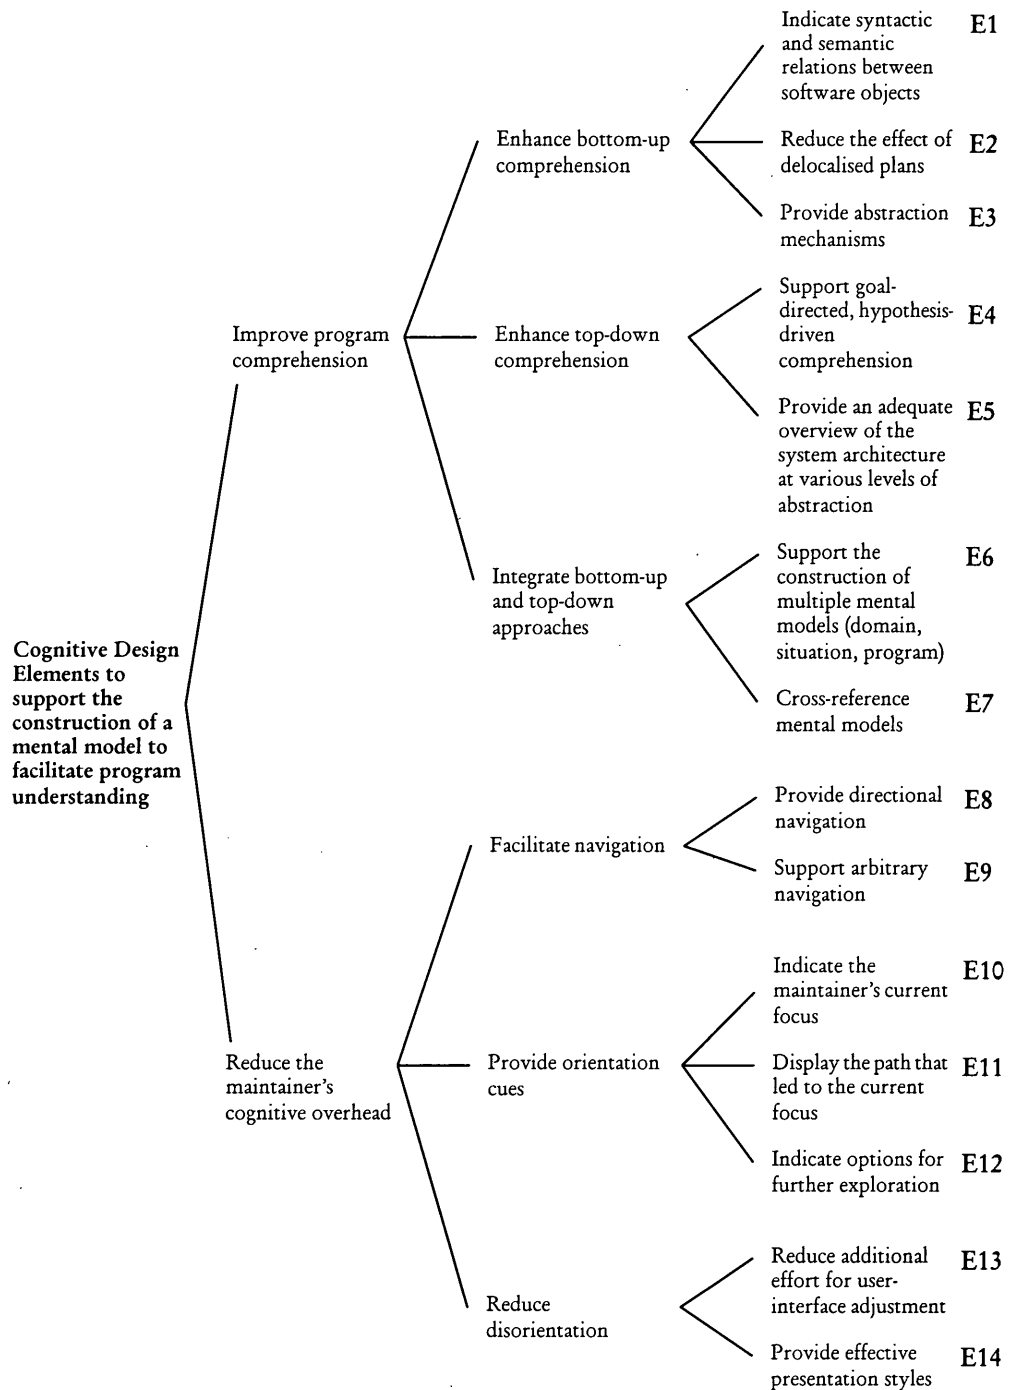 Cognitive Design
Elements to
support the
construction of a
mental model to
facilitate program
understanding
Improve program
comprehension
Enhance bottom-up
comprehension
Indicate syntactic
and semantic
relations between
software objects
E1
Reduce the effect of
delocalised plans
E2
Provide abstraction
mechanisms
E3
Enhance top-down
comprehension
Support goal-
directed, hypothesis-
driven
comprehension
E4
Provide an adequate
overview of the
system architecture
at various levels of
abstraction
E5
Integrate bottom-up
and top-down
approaches
Support the
construction of
multiple mental
models (domain,
situation, program)
E6
Cross-reference
mental models
E7
Reduce the
maintainer's
cognitive overhead
Facilitate navigation
Provide directional
navigation
E8
Support arbitrary
navigation
E9
Provide orientation
cues
Indicate the
maintainer's current
focus
E10
Display the path that
led to the current
focus
E11
Indicate options for
further exploration
E12
Reduce
disorientation
Reduce additional
effort for user-
interface adjustment
E13
Provide effective
presentation styles
E14